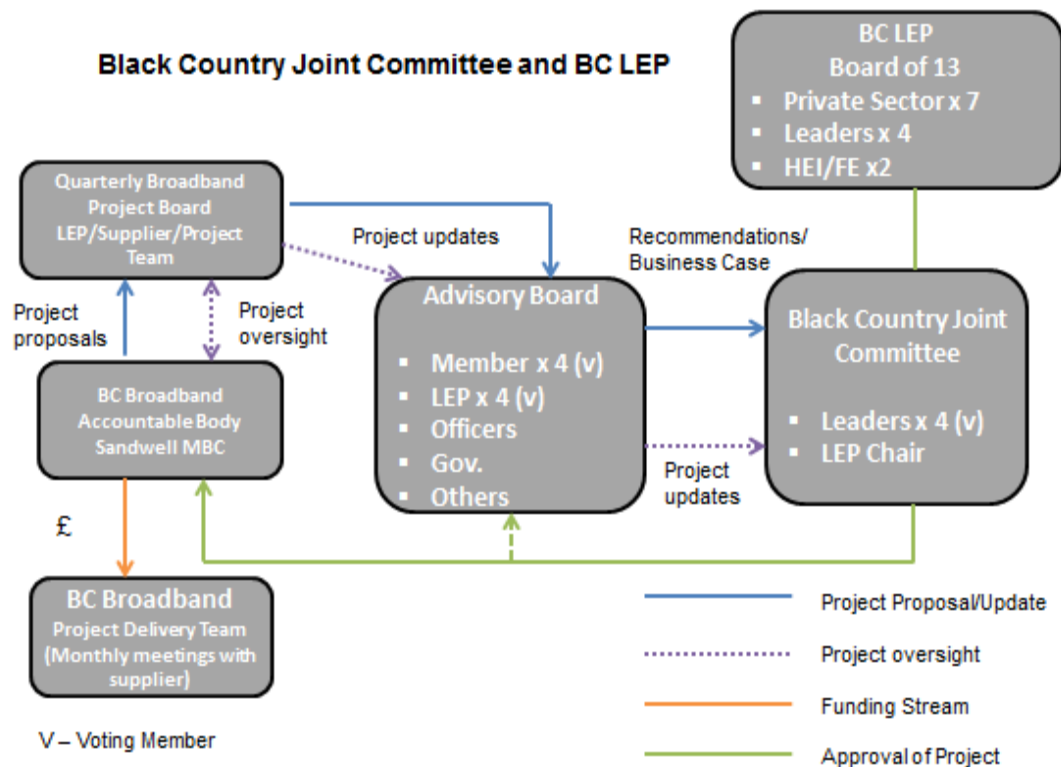 Black Country Joint Committee and BC LEP
BC LEP
Board of 13
▪ Private Sector x 7
▪ Leaders x 4
▪ HEI/FE x2
Quarterly Broadband
Project Board
LEP/Supplier/Project
Team
Project updates
Recommendations/
Business Case
Project
proposals
Project
oversight
Advisory Board
▪ Member x 4 (v)
▪ LEP x 4 (v)
▪ Officers
▪ Gov.
▪ Others
Black Country Joint
Committee
▪ Leaders x 4 (v)
▪ LEP Chair
BC Broadband
Accountable Body
Sandwell MBC
Project
updates
£
BC Broadband
Project Delivery Team
(Monthly meetings with
supplier)
V – Voting Member
Project Proposal/Update
Project oversight
Funding Stream
Approval of Project